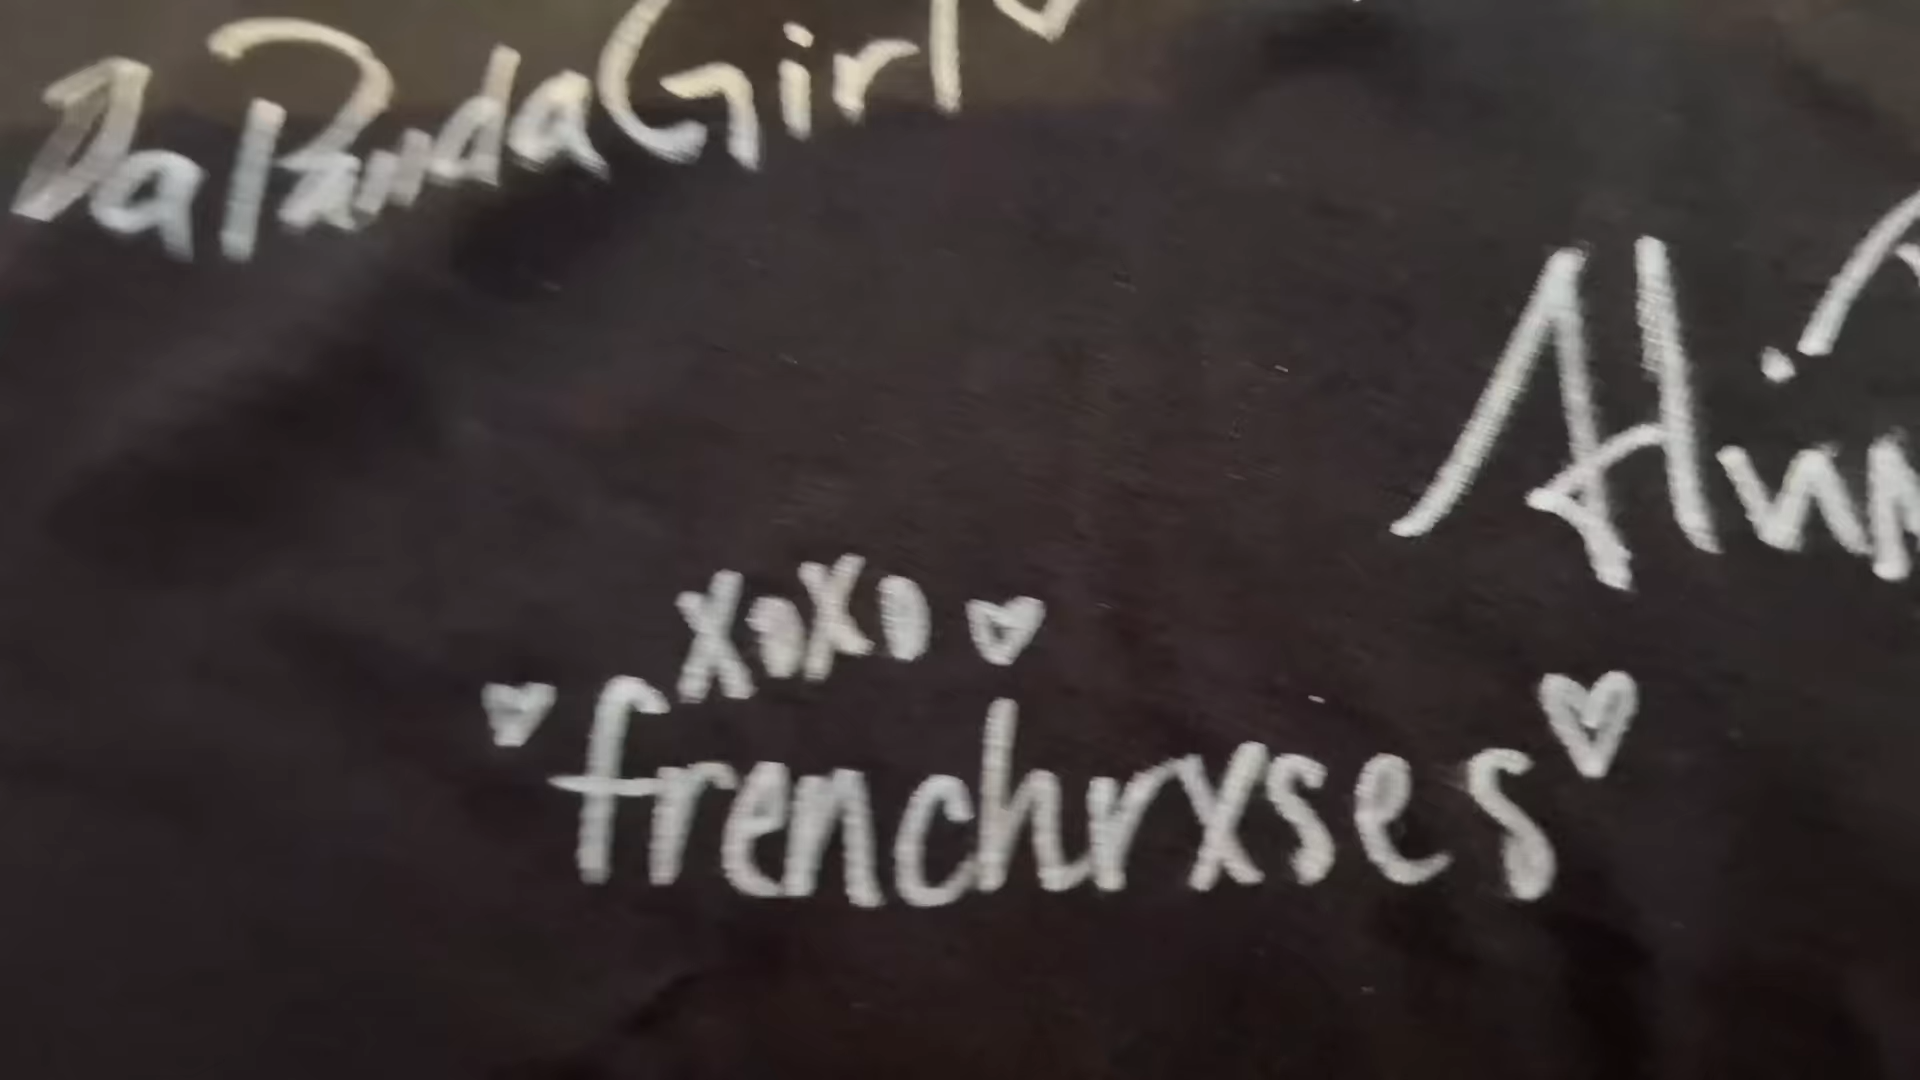 DaPandaGirl ♡
xoxo ♡
♡ frenchrxses ♡